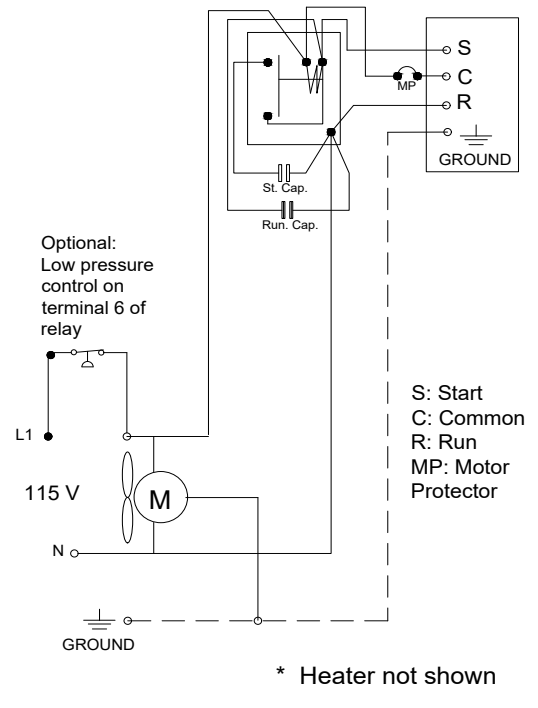 S
C
MP
R
GROUND
St. Cap.
Run. Cap.
Optional:
Low pressure
control on
terminal 6 of
relay
S: Start
C: Common
R: Run
MP: Motor
Protector
L1
115 V
M
N
GROUND
* Heater not shown